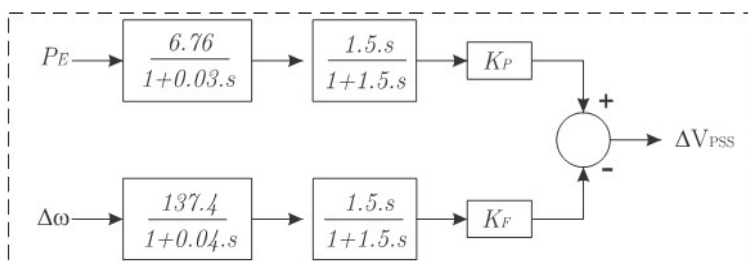 P_E
6.76
1+0.03.s
1.5.s
1+1.5.s
K_P
+
ΔV_PSS
-
Δω
137.4
1+0.04.s
1.5.s
1+1.5.s
K_F